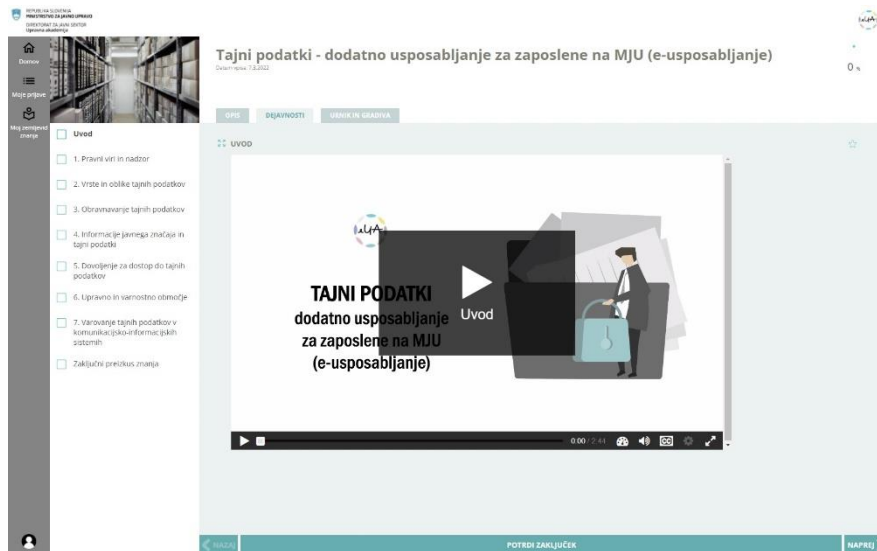 REPUBLIKA SLOVENIJA
MINISTRSTVO ZA JAVNO UPRAVO
DIREKTORAT ZA JAVNI SEKTOR
Upravna akademija
Domov
Moje prijave
Moj zemljevid
znanja
Tajni podatki - dodatno usposabljanje za zaposlene na MJU (e-usposabljanje)
0 %
OPIS
DEJAVNOSTI
URNIK IN GRADIVA
Uvod
1. Pravni viri in nadzor
2. Vrste in oblike tajnih podatkov
3. Obravnavanje tajnih podatkov
4. Informacije javnega značaja in
tajni podatki
5. Dovoljenje za dostop do tajnih
podatkov
6. Upravno in varnostno območje
7. Varovanje tajnih podatkov v
komunikacijsko-informacijskih
sistemih
Zaključni preizkus znanja
UVOD
TAJNI PODATKI
dodatno usposabljanje
za zaposlene na MJU
(e-usposabljanje)
Uvod
0:00 / 2:44
CC
NAZAJ
POTRDI ZAKLJUČEK
NAPREJ